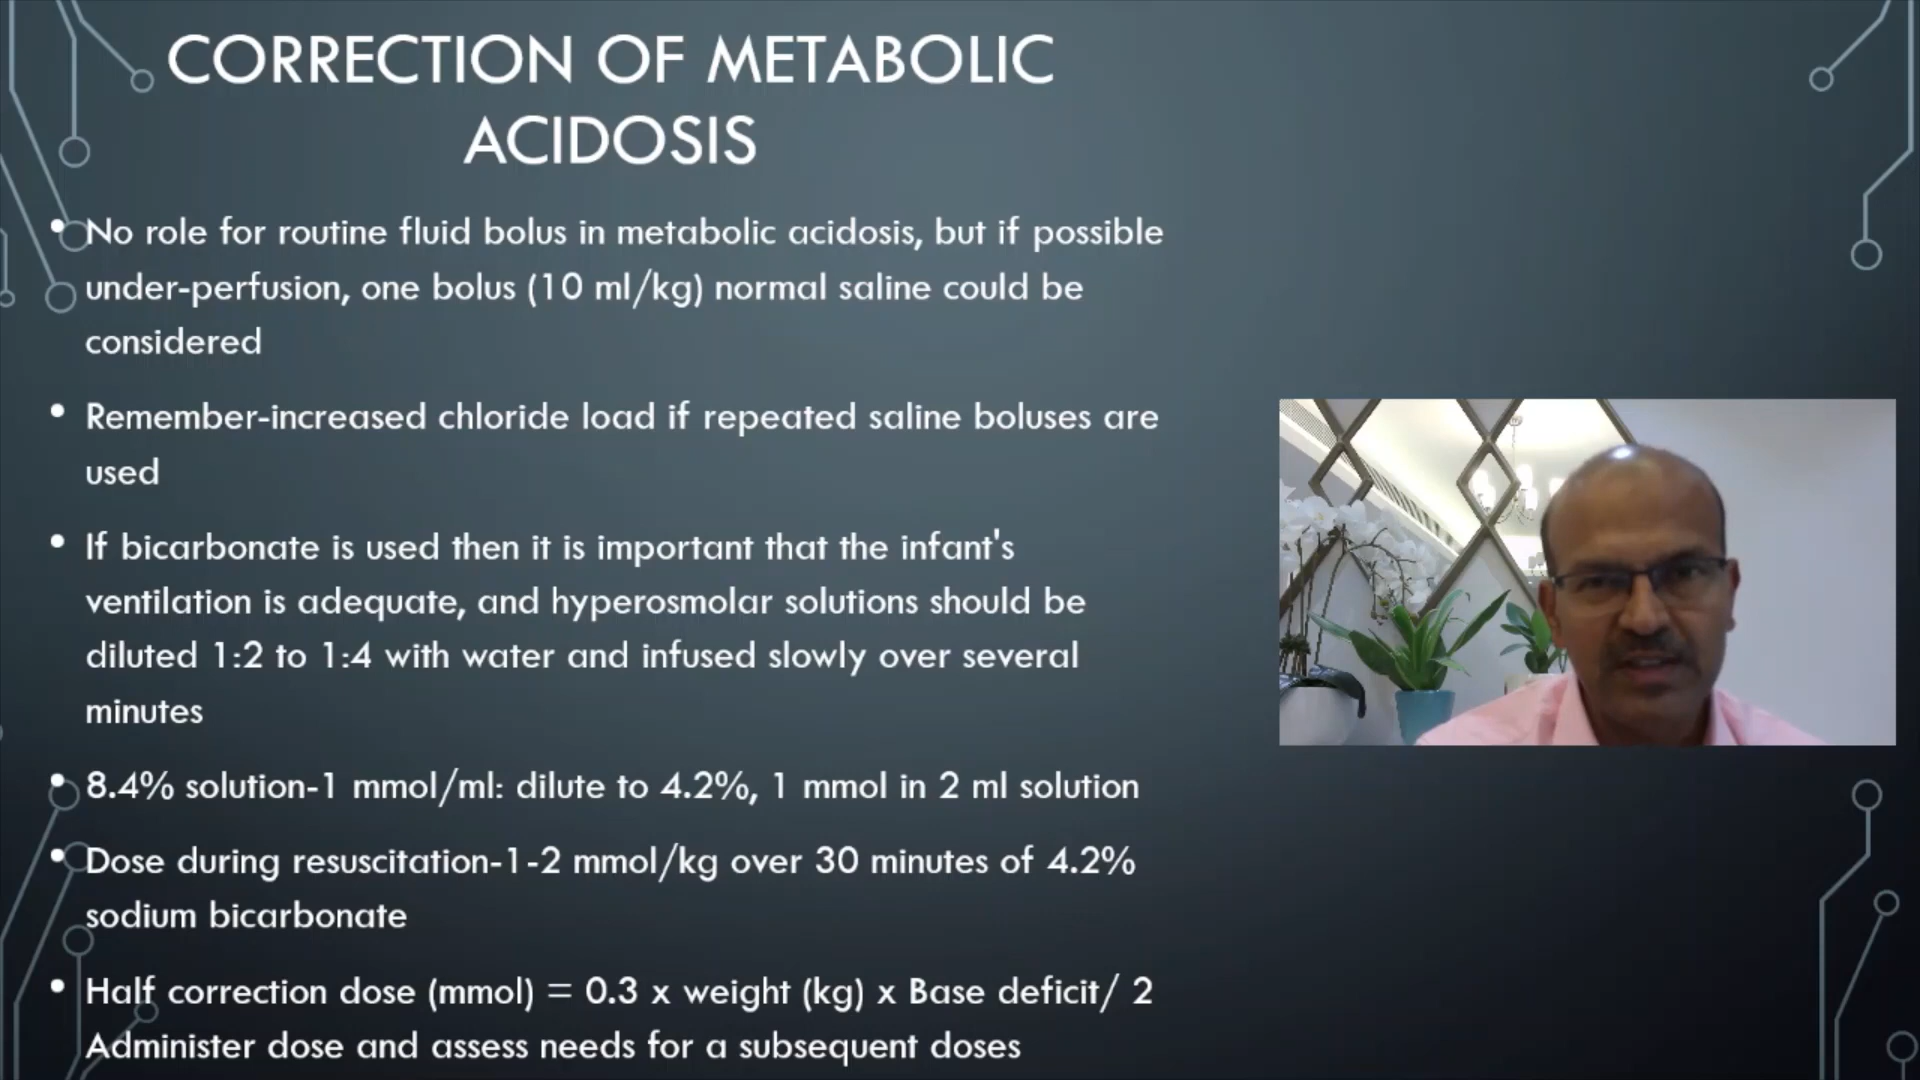 CORRECTION OF METABOLIC
ACIDOSIS
• No role for routine fluid bolus in metabolic acidosis, but if possible
under-perfusion, one bolus (10 ml/kg) normal saline could be
considered
• Remember-increased chloride load if repeated saline boluses are
used
• If bicarbonate is used then it is important that the infant's
ventilation is adequate, and hyperosmolar solutions should be
diluted 1:2 to 1:4 with water and infused slowly over several
minutes
• 8.4% solution-1 mmol/ml: dilute to 4.2%, 1 mmol in 2 ml solution
• Dose during resuscitation-1-2 mmol/kg over 30 minutes of 4.2%
sodium bicarbonate
• Half correction dose (mmol) = 0.3 x weight (kg) x Base deficit/ 2
Administer dose and assess needs for a subsequent doses